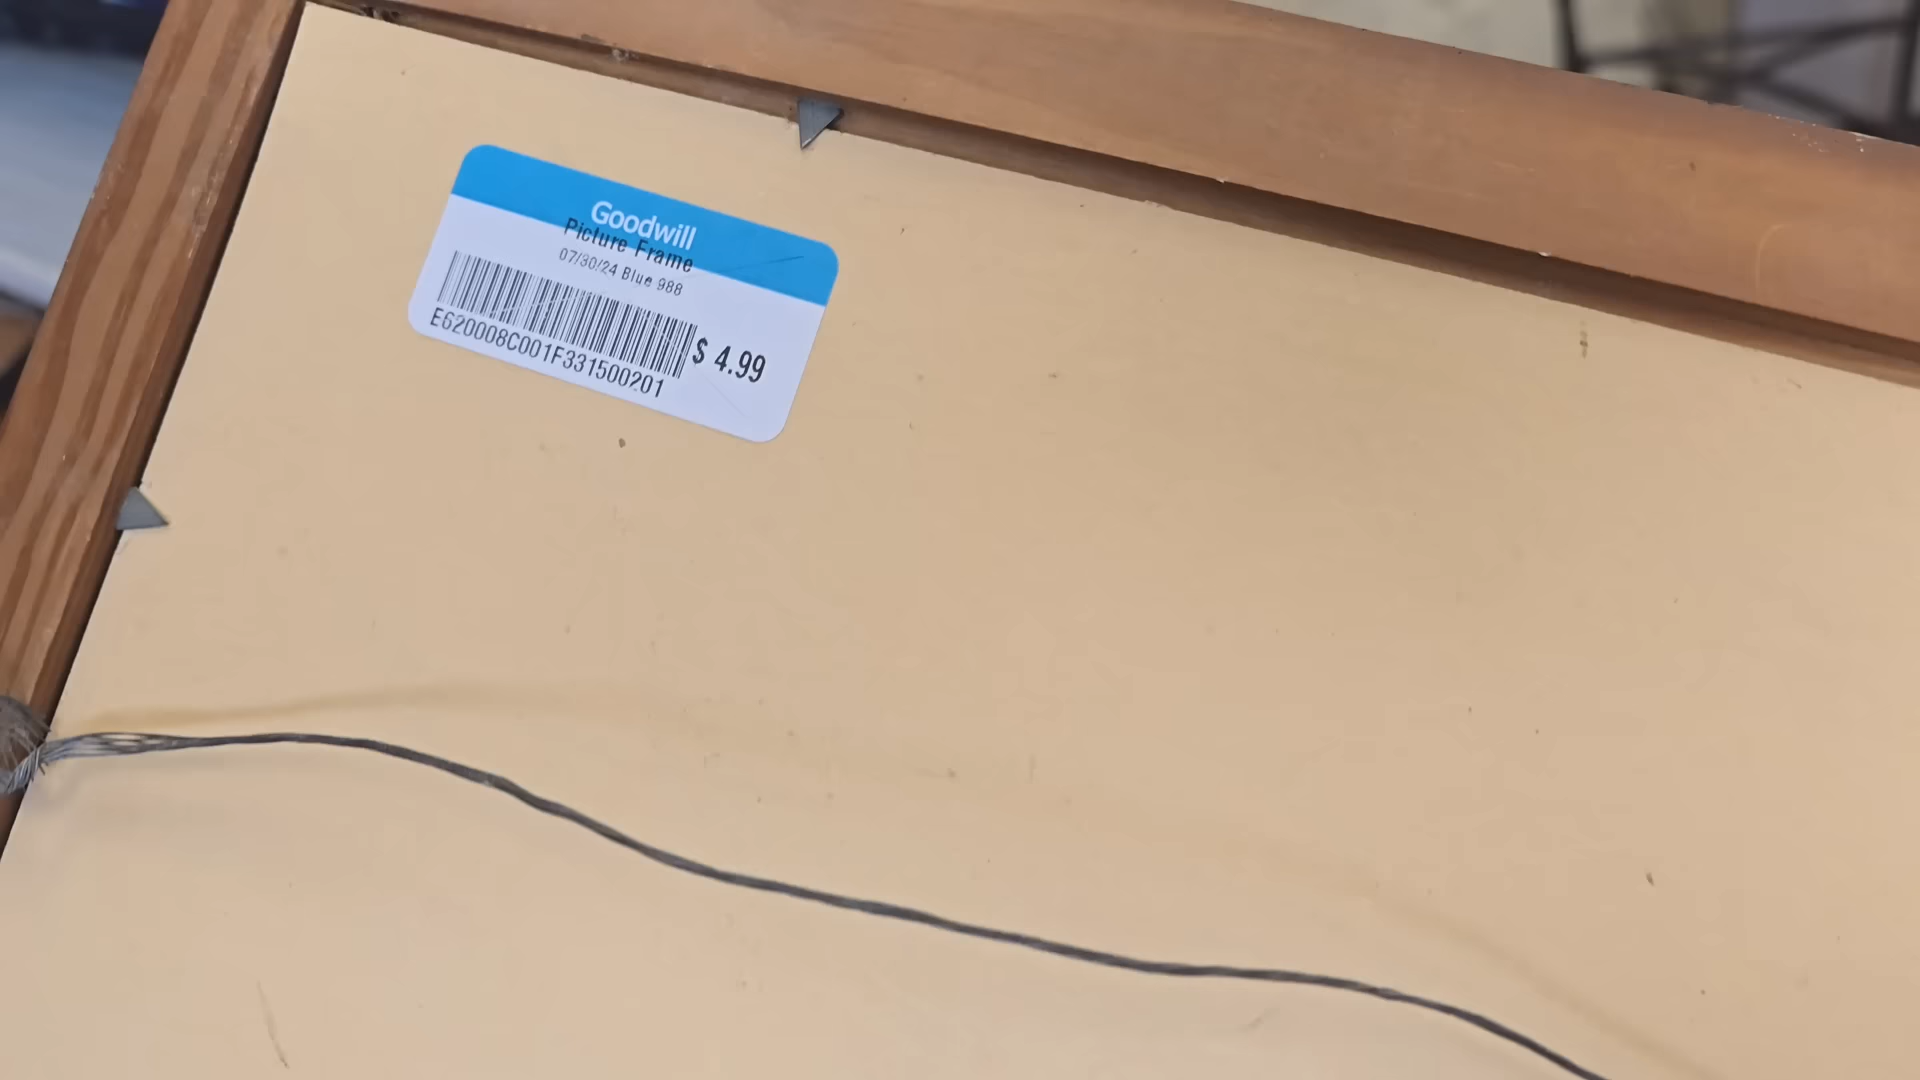 Goodwill
Picture Frame
07/30/24 Blue 988
$ 4.99
E620008C001F331500201